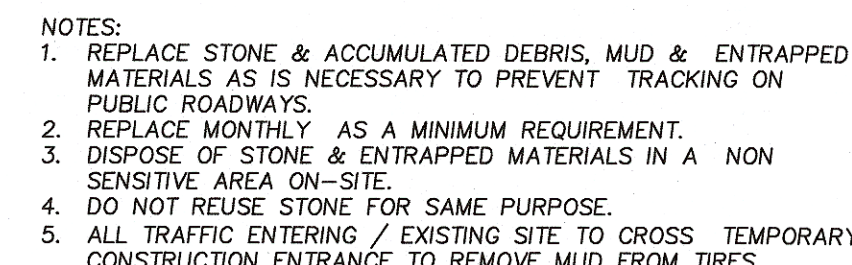 NOTES:
1. REPLACE STONE & ACCUMULATED DEBRIS, MUD & ENTRAPPED
MATERIALS AS IS NECESSARY TO PREVENT TRACKING ON
PUBLIC ROADWAYS.
2. REPLACE MONTHLY AS A MINIMUM REQUIREMENT.
3. DISPOSE OF STONE & ENTRAPPED MATERIALS IN A NON
SENSITIVE AREA ON-SITE.
4. DO NOT REUSE STONE FOR SAME PURPOSE.
5. ALL TRAFFIC ENTERING / EXISTING SITE TO CROSS TEMPORARY
CONSTRUCTION ENTRANCE TO REMOVE MUD FROM TIRES